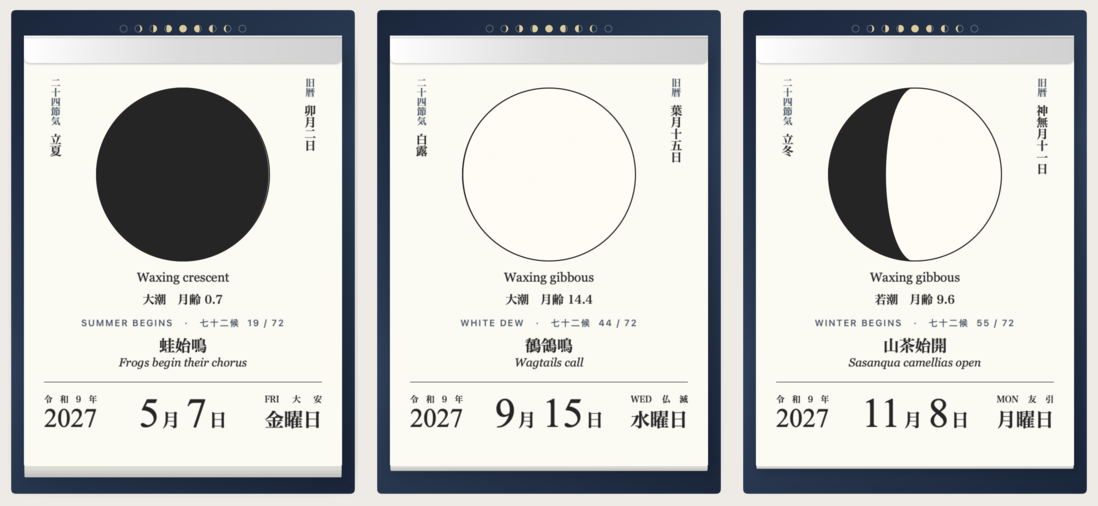 旧暦 卯月二日
二十四節気 立夏
Waxing crescent
大潮 月齢 0.7
SUMMER BEGINS · 七十二候 19 / 72
蛙始鳴
Frogs begin their chorus
令和9年
2027
5月7日
FRI 大安
金曜日
旧暦 葉月十五日
二十四節気 白露
Waxing gibbous
大潮 月齢 14.4
WHITE DEW · 七十二候 44 / 72
鶺鴒鳴
Wagtails call
令和9年
2027
9月15日
WED 仏滅
水曜日
旧暦 神無月十一日
二十四節気 立冬
Waxing gibbous
若潮 月齢 9.6
WINTER BEGINS · 七十二候 55 / 72
山茶始開
Sasanqua camellias open
令和9年
2027
11月8日
MON 友引
月曜日